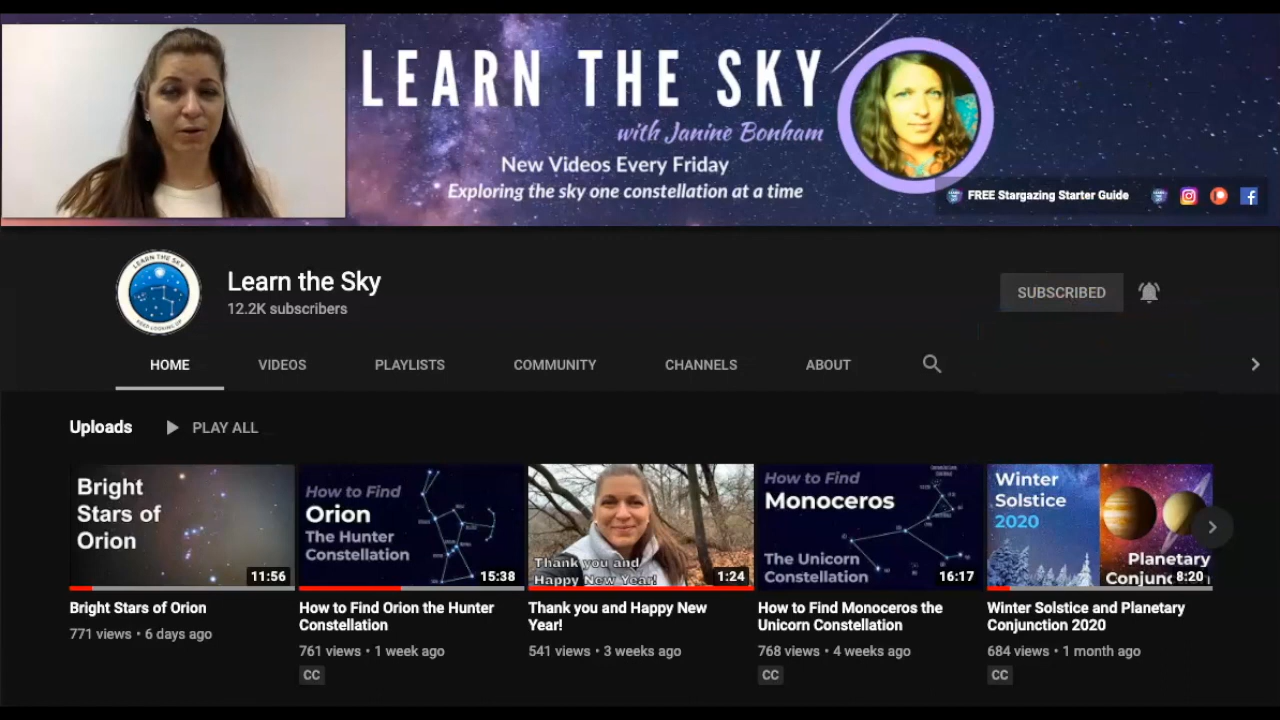 LEARN THE SKY
with Janine Bonham
New Videos Every Friday
Exploring the sky one constellation at a time
FREE Stargazing Starter Guide
LEARN THE SKY
KEEP LOOKING UP
Learn the Sky
12.2K subscribers
SUBSCRIBED
HOME VIDEOS PLAYLISTS COMMUNITY CHANNELS ABOUT
Uploads PLAY ALL
Bright
Stars of
Orion
11:56
How to Find
Orion
The Hunter
Constellation
15:38
Thank you and
Happy New Year!
1:24
How to Find
Monoceros
The Unicorn
Constellation
16:17
Winter
Solstice
2020
Planetary
8:20
Bright Stars of Orion
771 views • 6 days ago
How to Find Orion the Hunter
Constellation
761 views • 1 week ago
CC
Thank you and Happy New
Year!
541 views • 3 weeks ago
How to Find Monoceros the
Unicorn Constellation
768 views • 4 weeks ago
CC
Winter Solstice and Planetary
Conjunction 2020
684 views • 1 month ago
CC